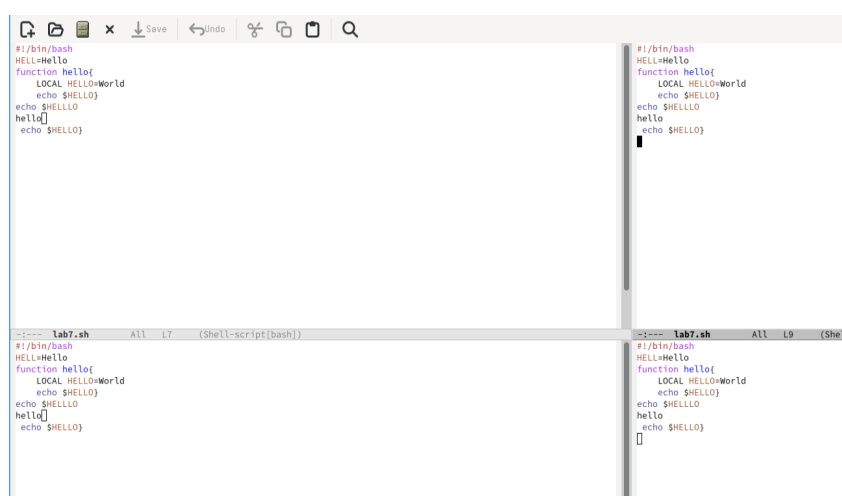 Save Undo
#!/bin/bash
HELL=Hello
function hello{
    LOCAL HELLO=World
    echo $HELLO}
echo $HELLLO
hello
 echo $HELLO}
-:--- lab7.sh All L7 (Shell-script[bash])
#!/bin/bash
HELL=Hello
function hello{
    LOCAL HELLO=World
    echo $HELLO}
echo $HELLLO
hello
 echo $HELLO}
-:--- lab7.sh All L9 (She
#!/bin/bash
HELL=Hello
function hello{
    LOCAL HELLO=World
    echo $HELLO}
echo $HELLLO
hello
 echo $HELLO}
#!/bin/bash
HELL=Hello
function hello{
    LOCAL HELLO=World
    echo $HELLO}
echo $HELLLO
hello
 echo $HELLO}